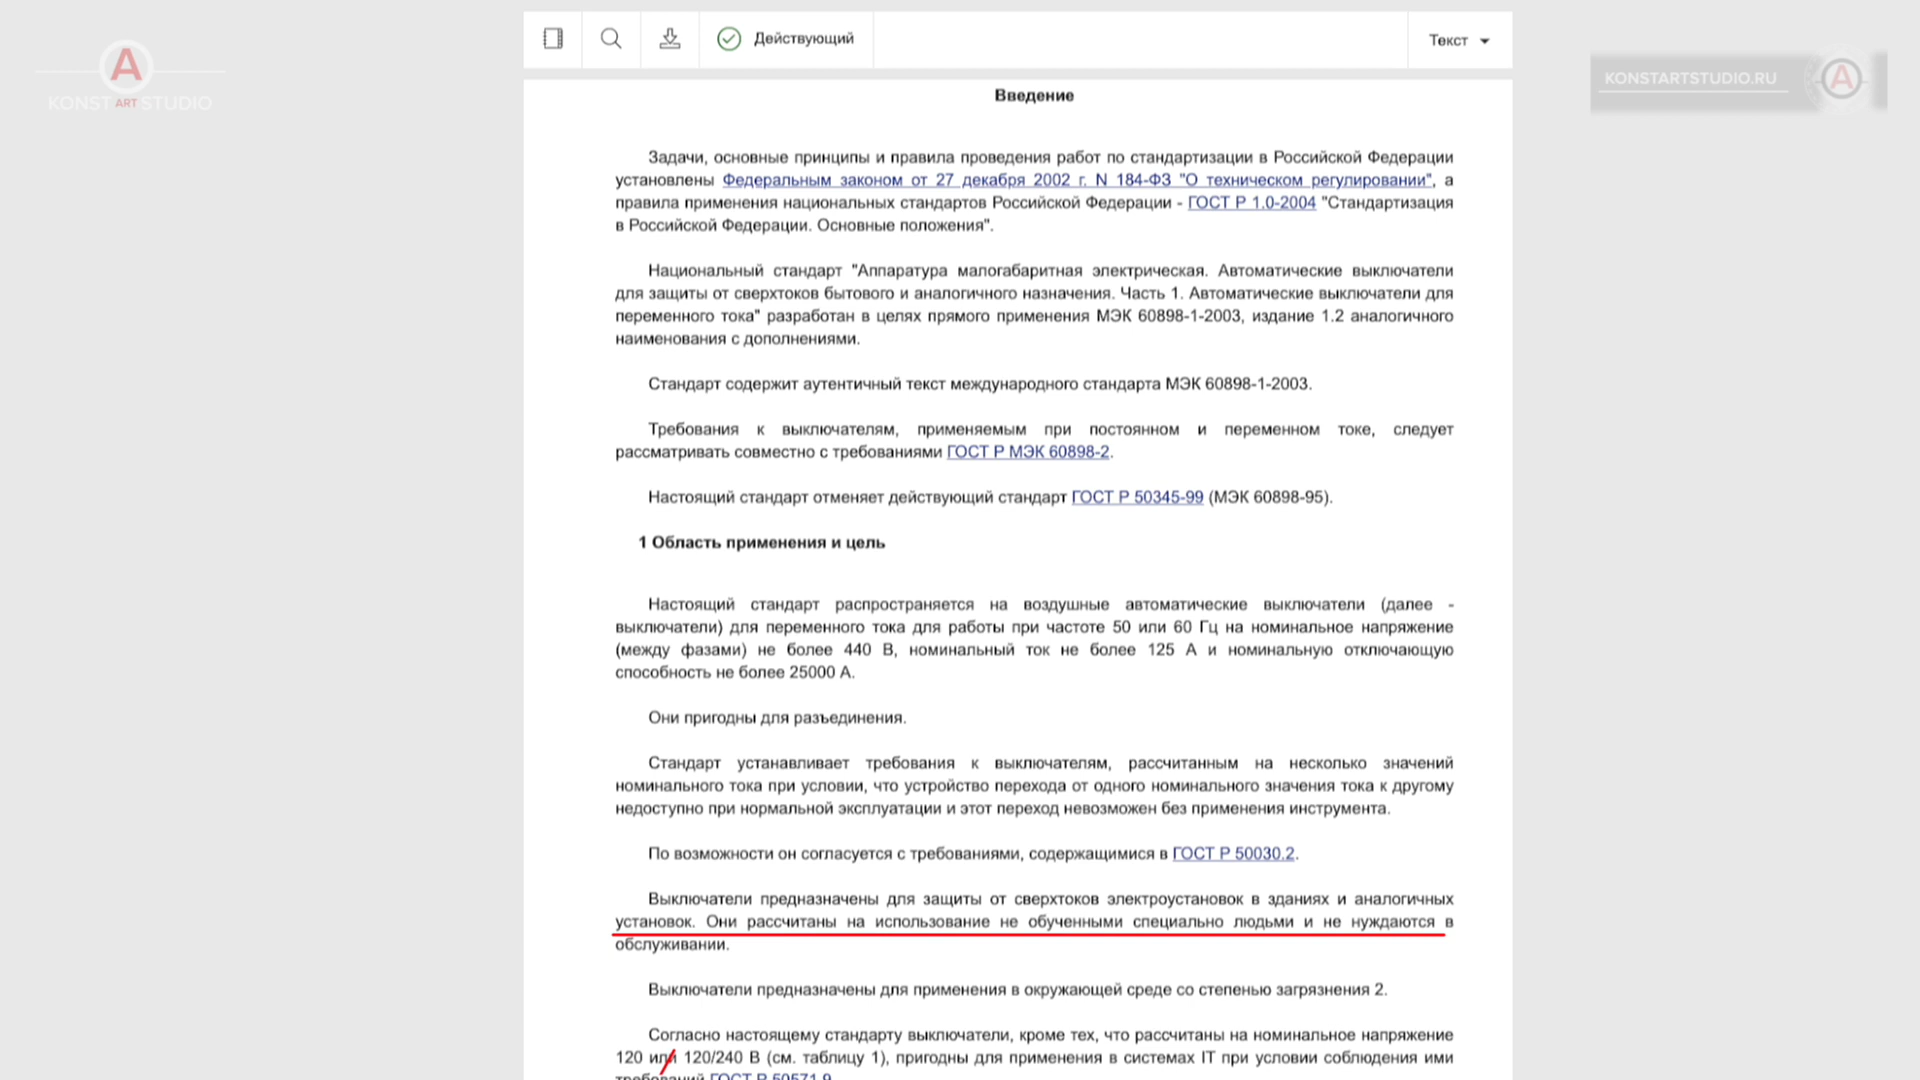 Действующий
Текст
KONST ART STUDIO
KONSTARTSTUDIO.RU
Введение
Задачи, основные принципы и правила проведения работ по стандартизации в Российской Федерации
установлены Федеральным законом от 27 декабря 2002 г. N 184-ФЗ "О техническом регулировании", а
правила применения национальных стандартов Российской Федерации - ГОСТ Р 1.0-2004 "Стандартизация
в Российской Федерации. Основные положения".
Национальный стандарт "Аппаратура малогабаритная электрическая. Автоматические выключатели
для защиты от сверхтоков бытового и аналогичного назначения. Часть 1. Автоматические выключатели для
переменного тока" разработан в целях прямого применения МЭК 60898-1-2003, издание 1.2 аналогичного
наименования с дополнениями.
Стандарт содержит аутентичный текст международного стандарта МЭК 60898-1-2003.
Требования к выключателям, применяемым при постоянном и переменном токе, следует
рассматривать совместно с требованиями ГОСТ Р МЭК 60898-2.
Настоящий стандарт отменяет действующий стандарт ГОСТ Р 50345-99 (МЭК 60898-95).
1 Область применения и цель
Настоящий стандарт распространяется на воздушные автоматические выключатели (далее -
выключатели) для переменного тока для работы при частоте 50 или 60 Гц на номинальное напряжение
(между фазами) не более 440 В, номинальный ток не более 125 А и номинальную отключающую
способность не более 25000 А.
Они пригодны для разъединения.
Стандарт устанавливает требования к выключателям, рассчитанным на несколько значений
номинального тока при условии, что устройство перехода от одного номинального значения тока к другому
недоступно при нормальной эксплуатации и этот переход невозможен без применения инструмента.
По возможности он согласуется с требованиями, содержащимися в ГОСТ Р 50030.2.
Выключатели предназначены для защиты от сверхтоков электроустановок в зданиях и аналогичных
установок. Они рассчитаны на использование не обученными специально людьми и не нуждаются в
обслуживании.
Выключатели предназначены для применения в окружающей среде со степенью загрязнения 2.
Согласно настоящему стандарту выключатели, кроме тех, что рассчитаны на номинальное напряжение
120 или 120/240 В (см. таблицу 1), пригодны для применения в системах IT при условии соблюдения ими
требований ГОСТ Р 50571.9